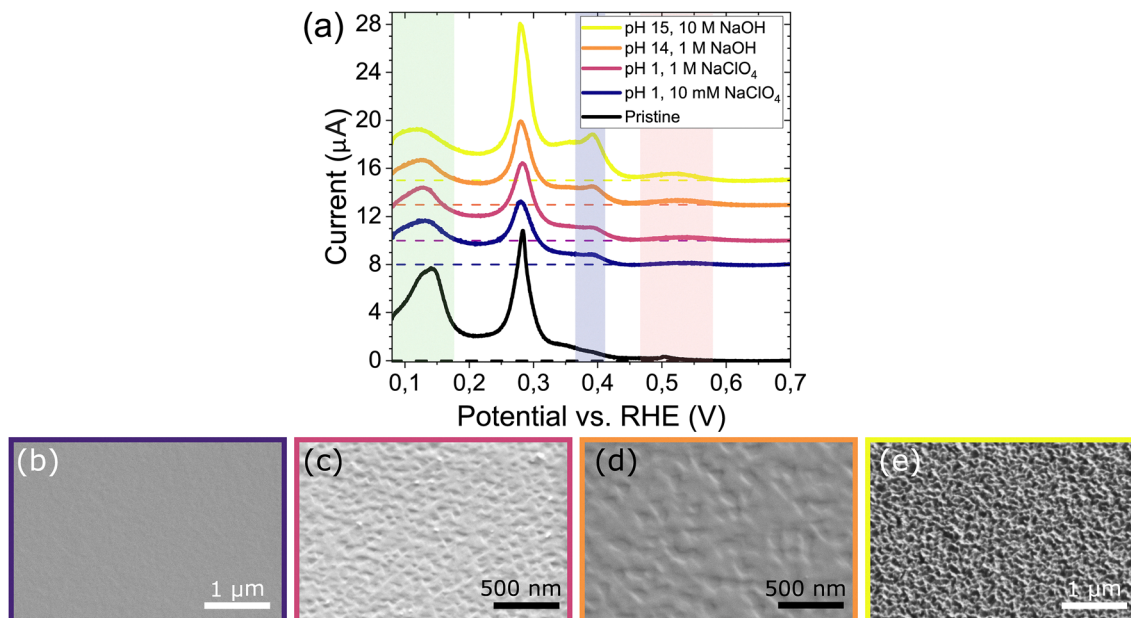 (a)
pH 15, 10 M NaOH
pH 14, 1 M NaOH
pH 1, 1 M NaClO₄
pH 1, 10 mM NaClO₄
Pristine
Current (µA)
28
24
20
16
12
8
4
0
0,1 0,2 0,3 0,4 0,5 0,6 0,7
Potential vs. RHE (V)
(b) (c) (d) (e)
1 µm 500 nm 500 nm 1 µm